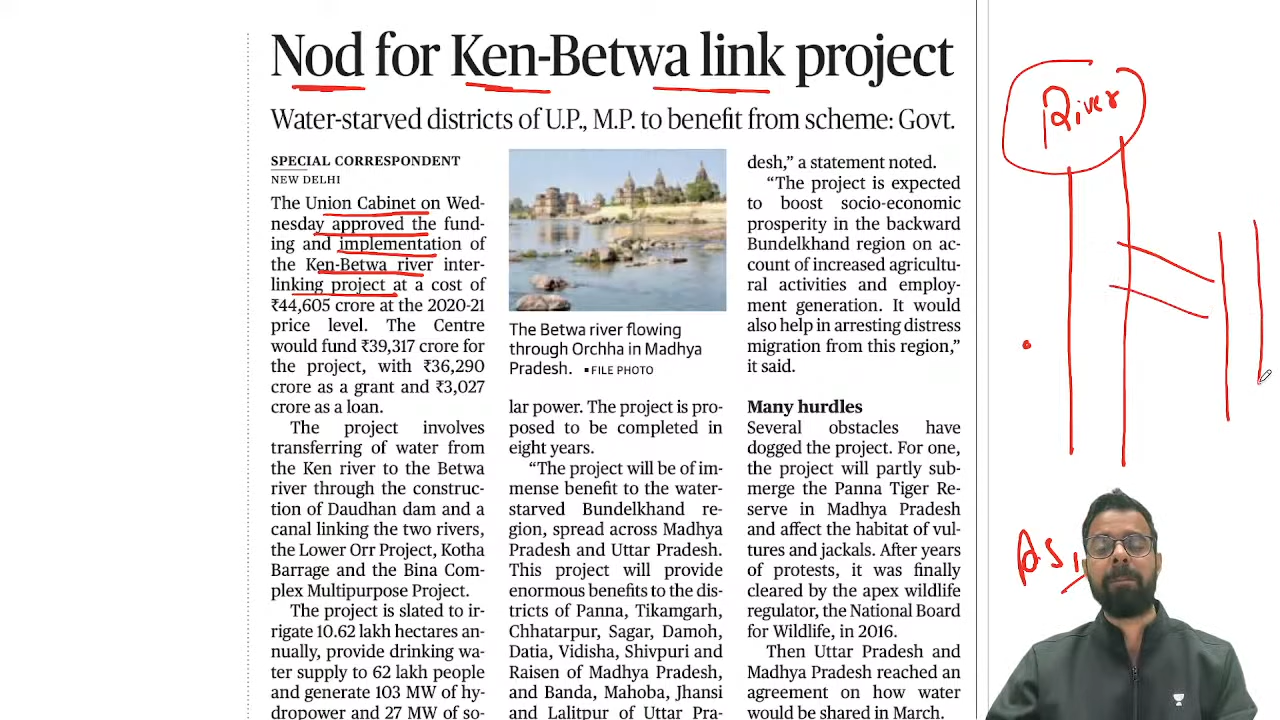 Nod for Ken-Betwa link project
Water-starved districts of U.P., M.P. to benefit from scheme: Govt.
SPECIAL CORRESPONDENT
NEW DELHI
The Union Cabinet on Wed-
nesday approved the fund-
ing and implementation of
the Ken-Betwa river inter-
linking project at a cost of
₹44,605 crore at the 2020-21
price level. The Centre
would fund ₹39,317 crore for
the project, with ₹36,290
crore as a grant and ₹3,027
crore as a loan.
The project involves
transferring of water from
the Ken river to the Betwa
river through the construc-
tion of Daudhan dam and a
canal linking the two rivers,
the Lower Orr Project, Kotha
Barrage and the Bina Com-
plex Multipurpose Project.
The project is slated to ir-
rigate 10.62 lakh hectares an-
nually, provide drinking wa-
ter supply to 62 lakh people
and generate 103 MW of hy-
dropower and 27 MW of so-
The Betwa river flowing
through Orchha in Madhya
Pradesh. ▪FILE PHOTO
lar power. The project is pro-
posed to be completed in
eight years.
“The project will be of im-
mense benefit to the water-
starved Bundelkhand re-
gion, spread across Madhya
Pradesh and Uttar Pradesh.
This project will provide
enormous benefits to the dis-
tricts of Panna, Tikamgarh,
Chhatarpur, Sagar, Damoh,
Datia, Vidisha, Shivpuri and
Raisen of Madhya Pradesh,
and Banda, Mahoba, Jhansi
and Lalitpur of Uttar Pra-
desh,” a statement noted.
“The project is expected
to boost socio-economic
prosperity in the backward
Bundelkhand region on ac-
count of increased agricultu-
ral activities and employ-
ment generation. It would
also help in arresting distress
migration from this region,”
it said.
Many hurdles
Several obstacles have
dogged the project. For one,
the project will partly sub-
merge the Panna Tiger Re-
serve in Madhya Pradesh
and affect the habitat of vul-
tures and jackals. After years
of protests, it was finally
cleared by the apex wildlife
regulator, the National Board
for Wildlife, in 2016.
Then Uttar Pradesh and
Madhya Pradesh reached an
agreement on how water
would be shared in March.
River